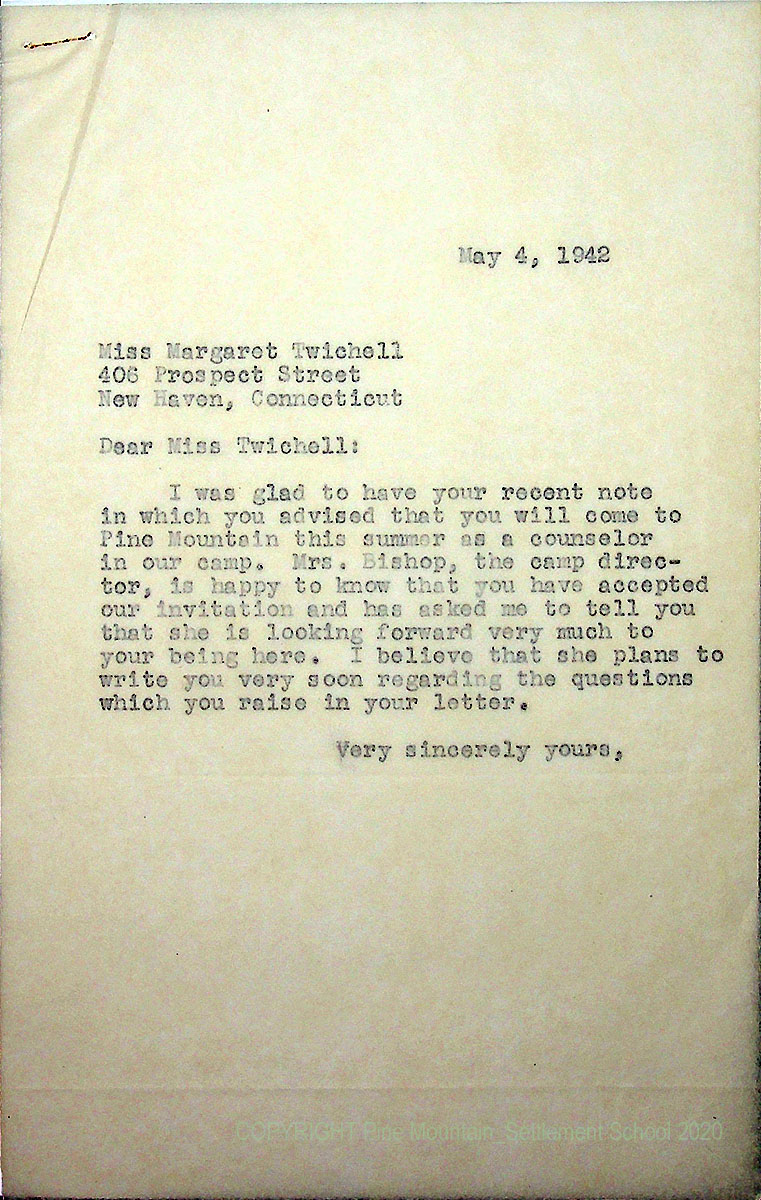 May 4, 1942
Miss Margaret Twichell
406 Prospect Street
New Haven, Connecticut
Dear Miss Twichell:
I was glad to have your recent note
in which you advised that you will come to
Pine Mountain this summer as a counselor
in our camp. Mrs. Bishop, the camp direc-
tor, is happy to know that you have accepted
our invitation and has asked me to tell you
that she is looking forward very much to
your being here. I believe that she plans to
write you very soon regarding the questions
which you raise in your letter.
Very sincerely yours,
COPYRIGHT Pine Mountain Settlement School 2020